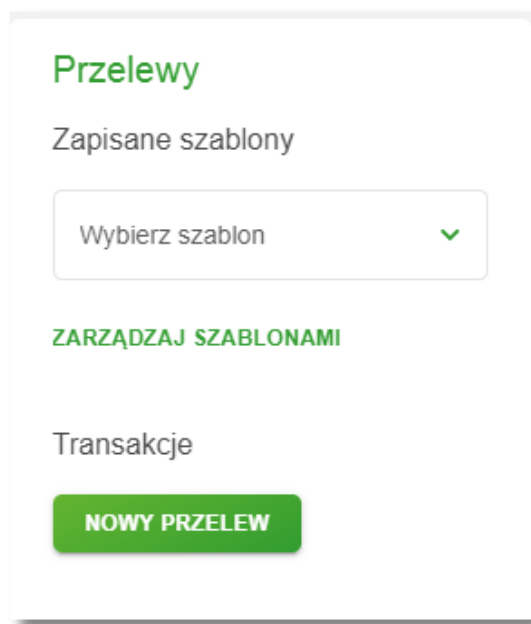 Przelewy
Zapisane szablony
Wybierz szablon
ZARZĄDZAJ SZABLONAMI
Transakcje
NOWY PRZELEW